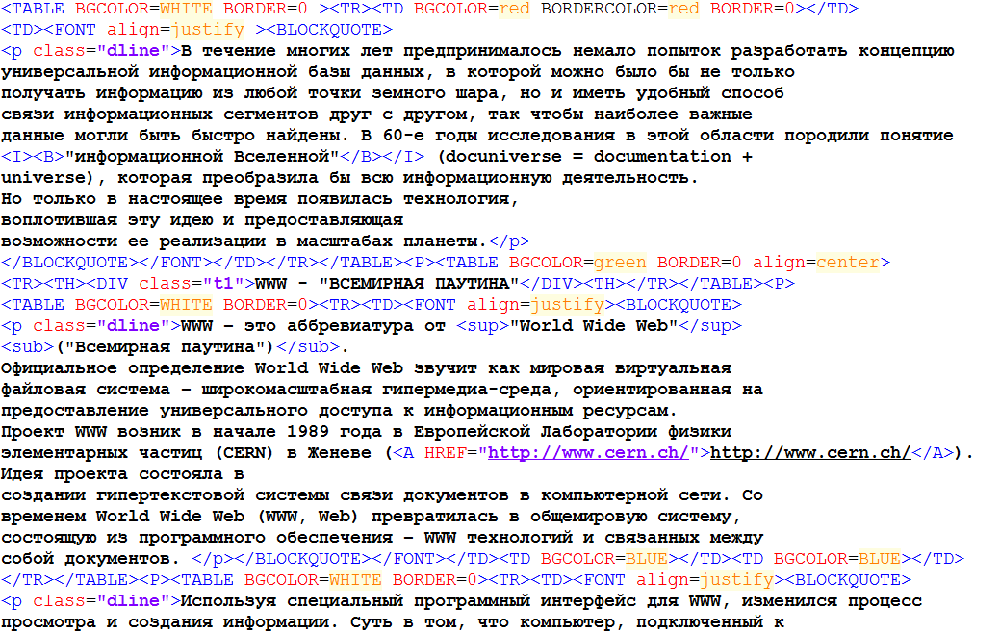 <TABLE BGCOLOR=WHITE BORDER=0 ><TR><TD BGCOLOR=red BORDERCOLOR=red BORDER=0></TD>
<TD><FONT align=justify ><BLOCKQUOTE>
<p class="dline">В течение многих лет предпринималось немало попыток разработать концепцию
универсальной информационной базы данных, в которой можно было бы не только
получать информацию из любой точки земного шара, но и иметь удобный способ
связи информационных сегментов друг с другом, так чтобы наиболее важные
данные могли быть быстро найдены. В 60-е годы исследования в этой области породили понятие
<I><B>"информационной Вселенной"</B></I> (docuniverse = documentation +
universe), которая преобразила бы всю информационную деятельность.
Но только в настоящее время появилась технология,
воплотившая эту идею и предоставляющая
возможности ее реализации в масштабах планеты.</p>
</BLOCKQUOTE></FONT></TD></TR></TABLE><P><TABLE BGCOLOR=green BORDER=0 align=center>
<TR><TH><DIV class="t1">WWW - "ВСЕМИРНАЯ ПАУТИНА"</DIV><TH></TR></TABLE><P>
<TABLE BGCOLOR=WHITE BORDER=0><TR><TD><FONT align=justify><BLOCKQUOTE>
<p class="dline">WWW – это аббревиатура от <sup>"World Wide Web"</sup>
<sub>("Всемирная паутина")</sub>.
Официальное определение World Wide Web звучит как мировая виртуальная
файловая система – широкомасштабная гипермедиа-среда, ориентированная на
предоставление универсального доступа к информационным ресурсам.
Проект WWW возник в начале 1989 года в Европейской Лаборатории физики
элементарных частиц (CERN) в Женеве (<A HREF="http://www.cern.ch/">http://www.cern.ch/</A>).
Идея проекта состояла в
создании гипертекстовой системы связи документов в компьютерной сети. Со
временем World Wide Web (WWW, Web) превратилась в общемировую систему,
состоящую из программного обеспечения – WWW технологий и связанных между
собой документов. </p></BLOCKQUOTE></FONT></TD><TD BGCOLOR=BLUE></TD><TD BGCOLOR=BLUE></TD>
</TR></TABLE><P><TABLE BGCOLOR=WHITE BORDER=0><TR><TD><FONT align=justify><BLOCKQUOTE>
<p class="dline">Используя специальный программный интерфейс для WWW, изменился процесс
просмотра и создания информации. Суть в том, что компьютер, подключенный к